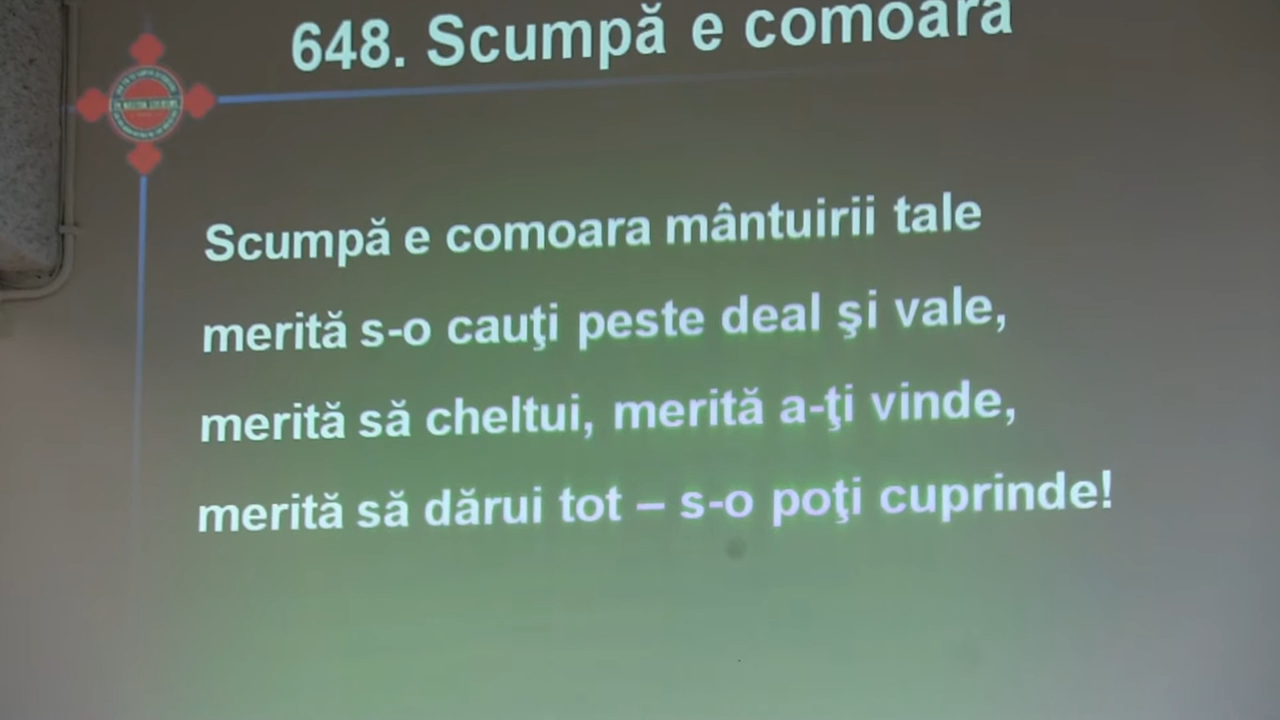 648. Scumpă e comoara
Scumpă e comoara mântuirii tale
merită s-o cauţi peste deal şi vale,
merită să cheltui, merită a-ţi vinde,
merită să dărui tot – s-o poţi cuprinde!